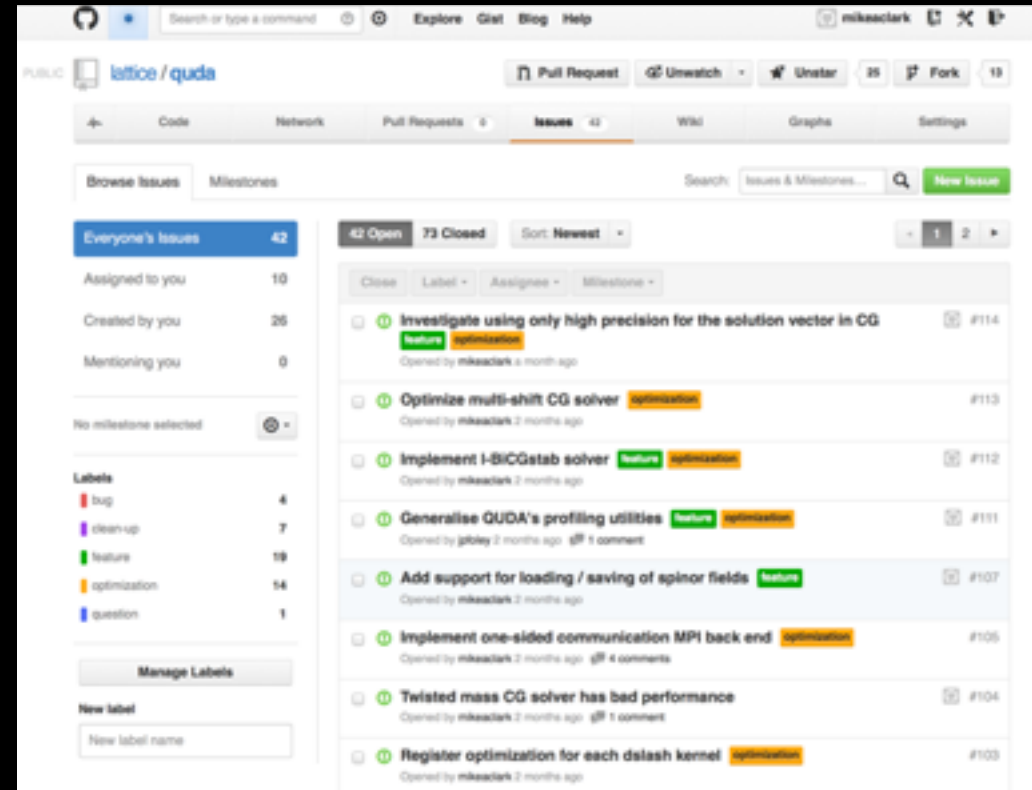 Search or type a command Explore Gist Blog Help mikeaclark
PUBLIC lattice / quda Pull Request Unwatch Unstar 25 Fork 13
Code Network Pull Requests 0 Issues 42 Wiki Graphs Settings
Browse Issues Milestones Search: Issues & Milestones... New Issue
Everyone's Issues 42
Assigned to you 10
Created by you 26
Mentioning you 0
No milestone selected
Labels
bug 4
clean-up 7
feature 19
optimization 14
question 1
Manage Labels
New label
New label name
42 Open 73 Closed Sort: Newest 1 2
Close Label Assignee Milestone
Investigate using only high precision for the solution vector in CG #114
feature optimization
Opened by mikeaclark a month ago
Optimize multi-shift CG solver optimization #113
Opened by mikeaclark 2 months ago
Implement l-BiCGstab solver feature optimization #112
Opened by mikeaclark 2 months ago
Generalise QUDA's profiling utilities feature optimization #111
Opened by jpfoley 2 months ago 1 comment
Add support for loading / saving of spinor fields feature #107
Opened by mikeaclark 2 months ago
Implement one-sided communication MPI back end optimization #105
Opened by mikeaclark 2 months ago 4 comments
Twisted mass CG solver has bad performance #104
Opened by mikeaclark 2 months ago 1 comment
Register optimization for each dslash kernel optimization #103
Opened by mikeaclark 2 months ago